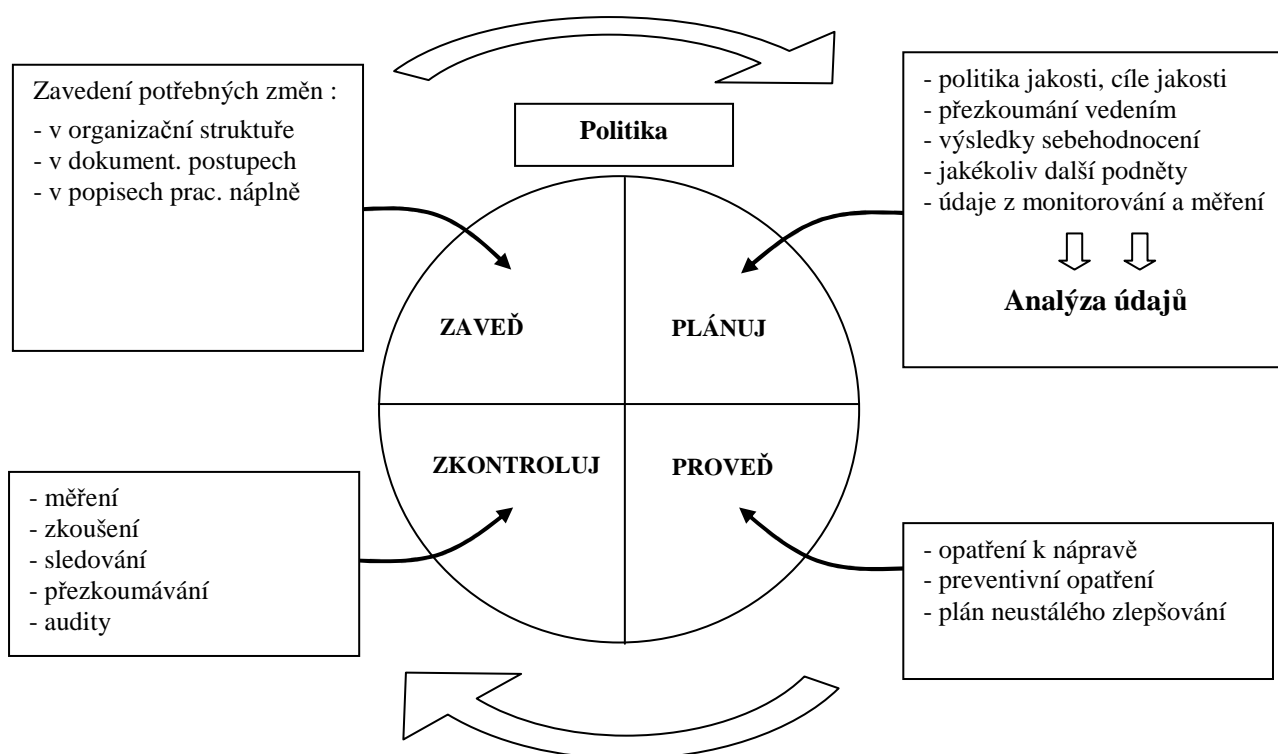 Zavedení potřebných změn :
- v organizační struktuře
- v dokument. postupech
- v popisech prac. náplně
Politika
- politika jakosti, cíle jakosti
- přezkoumání vedením
- výsledky sebehodnocení
- jakékoliv další podněty
- údaje z monitorování a měření
Analýza údajů
ZAVEĎ
PLÁNUJ
ZKONTROLUJ
PROVEĎ
- měření
- zkoušení
- sledování
- přezkoumávání
- audity
- opatření k nápravě
- preventivní opatření
- plán neustálého zlepšování